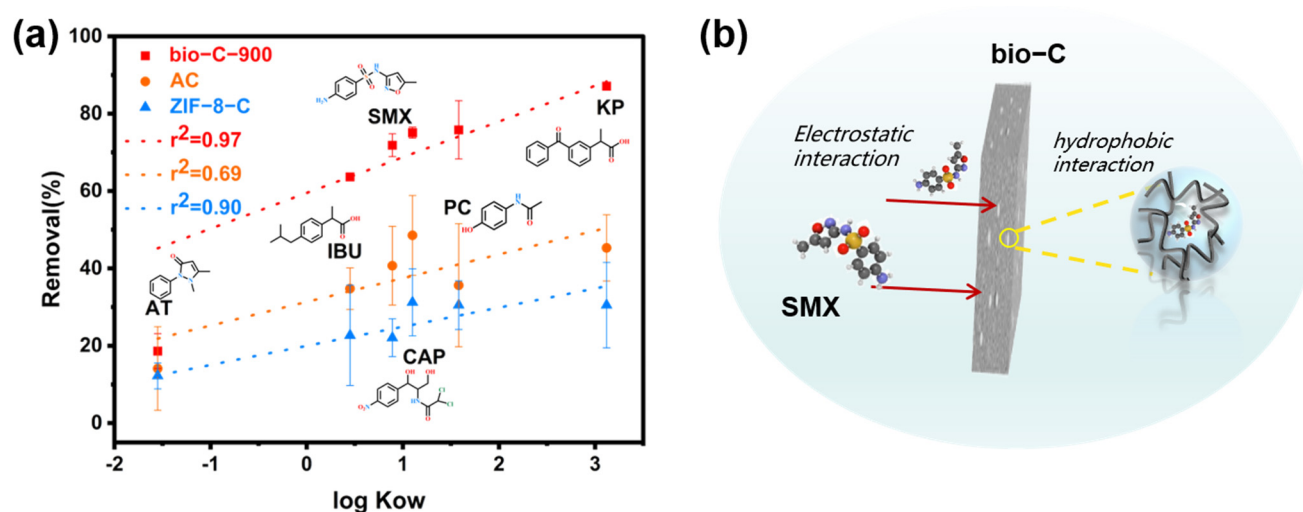 (a)
100
80
60
40
20
0
Removal(%)
bio-C-900
AC
ZIF-8-C
r²=0.97
r²=0.69
r²=0.90
SMX
KP
IBU
PC
AT
CAP
-2
-1
0
1
2
3
log Kow
(b)
bio-C
Electrostatic
interaction
hydrophobic
interaction
SMX